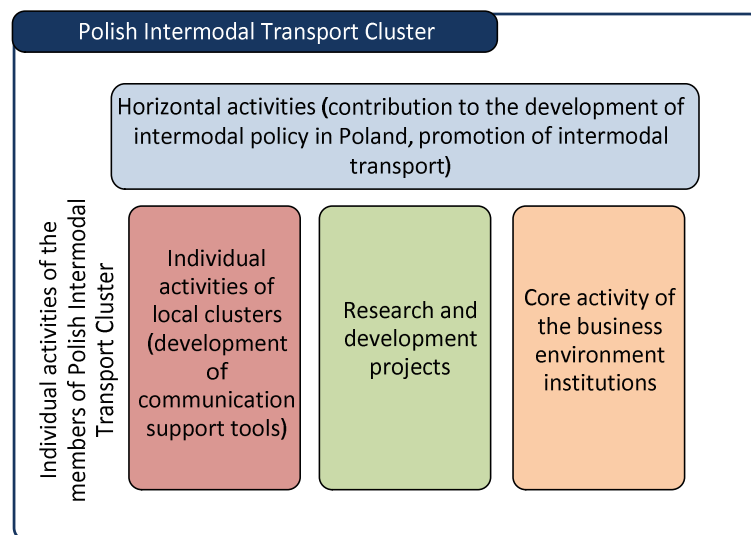 Polish Intermodal Transport Cluster
Horizontal activities (contribution to the development of
intermodal policy in Poland, promotion of intermodal
transport)
Individual activities of the
members of Polish Intermodal
Transport Cluster
Individual
activities of
local clusters
(development
of
communication
support tools)
Research and
development
projects
Core activity of
the business
environment
institutions